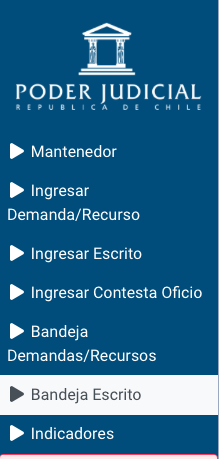 PODER JUDICIAL
REPUBLICA DE CHILE
Mantenedor
Ingresar
Demanda/Recurso
Ingresar Escrito
Ingresar Contesta Oficio
Bandeja
Demandas/Recursos
Bandeja Escrito
Indicadores